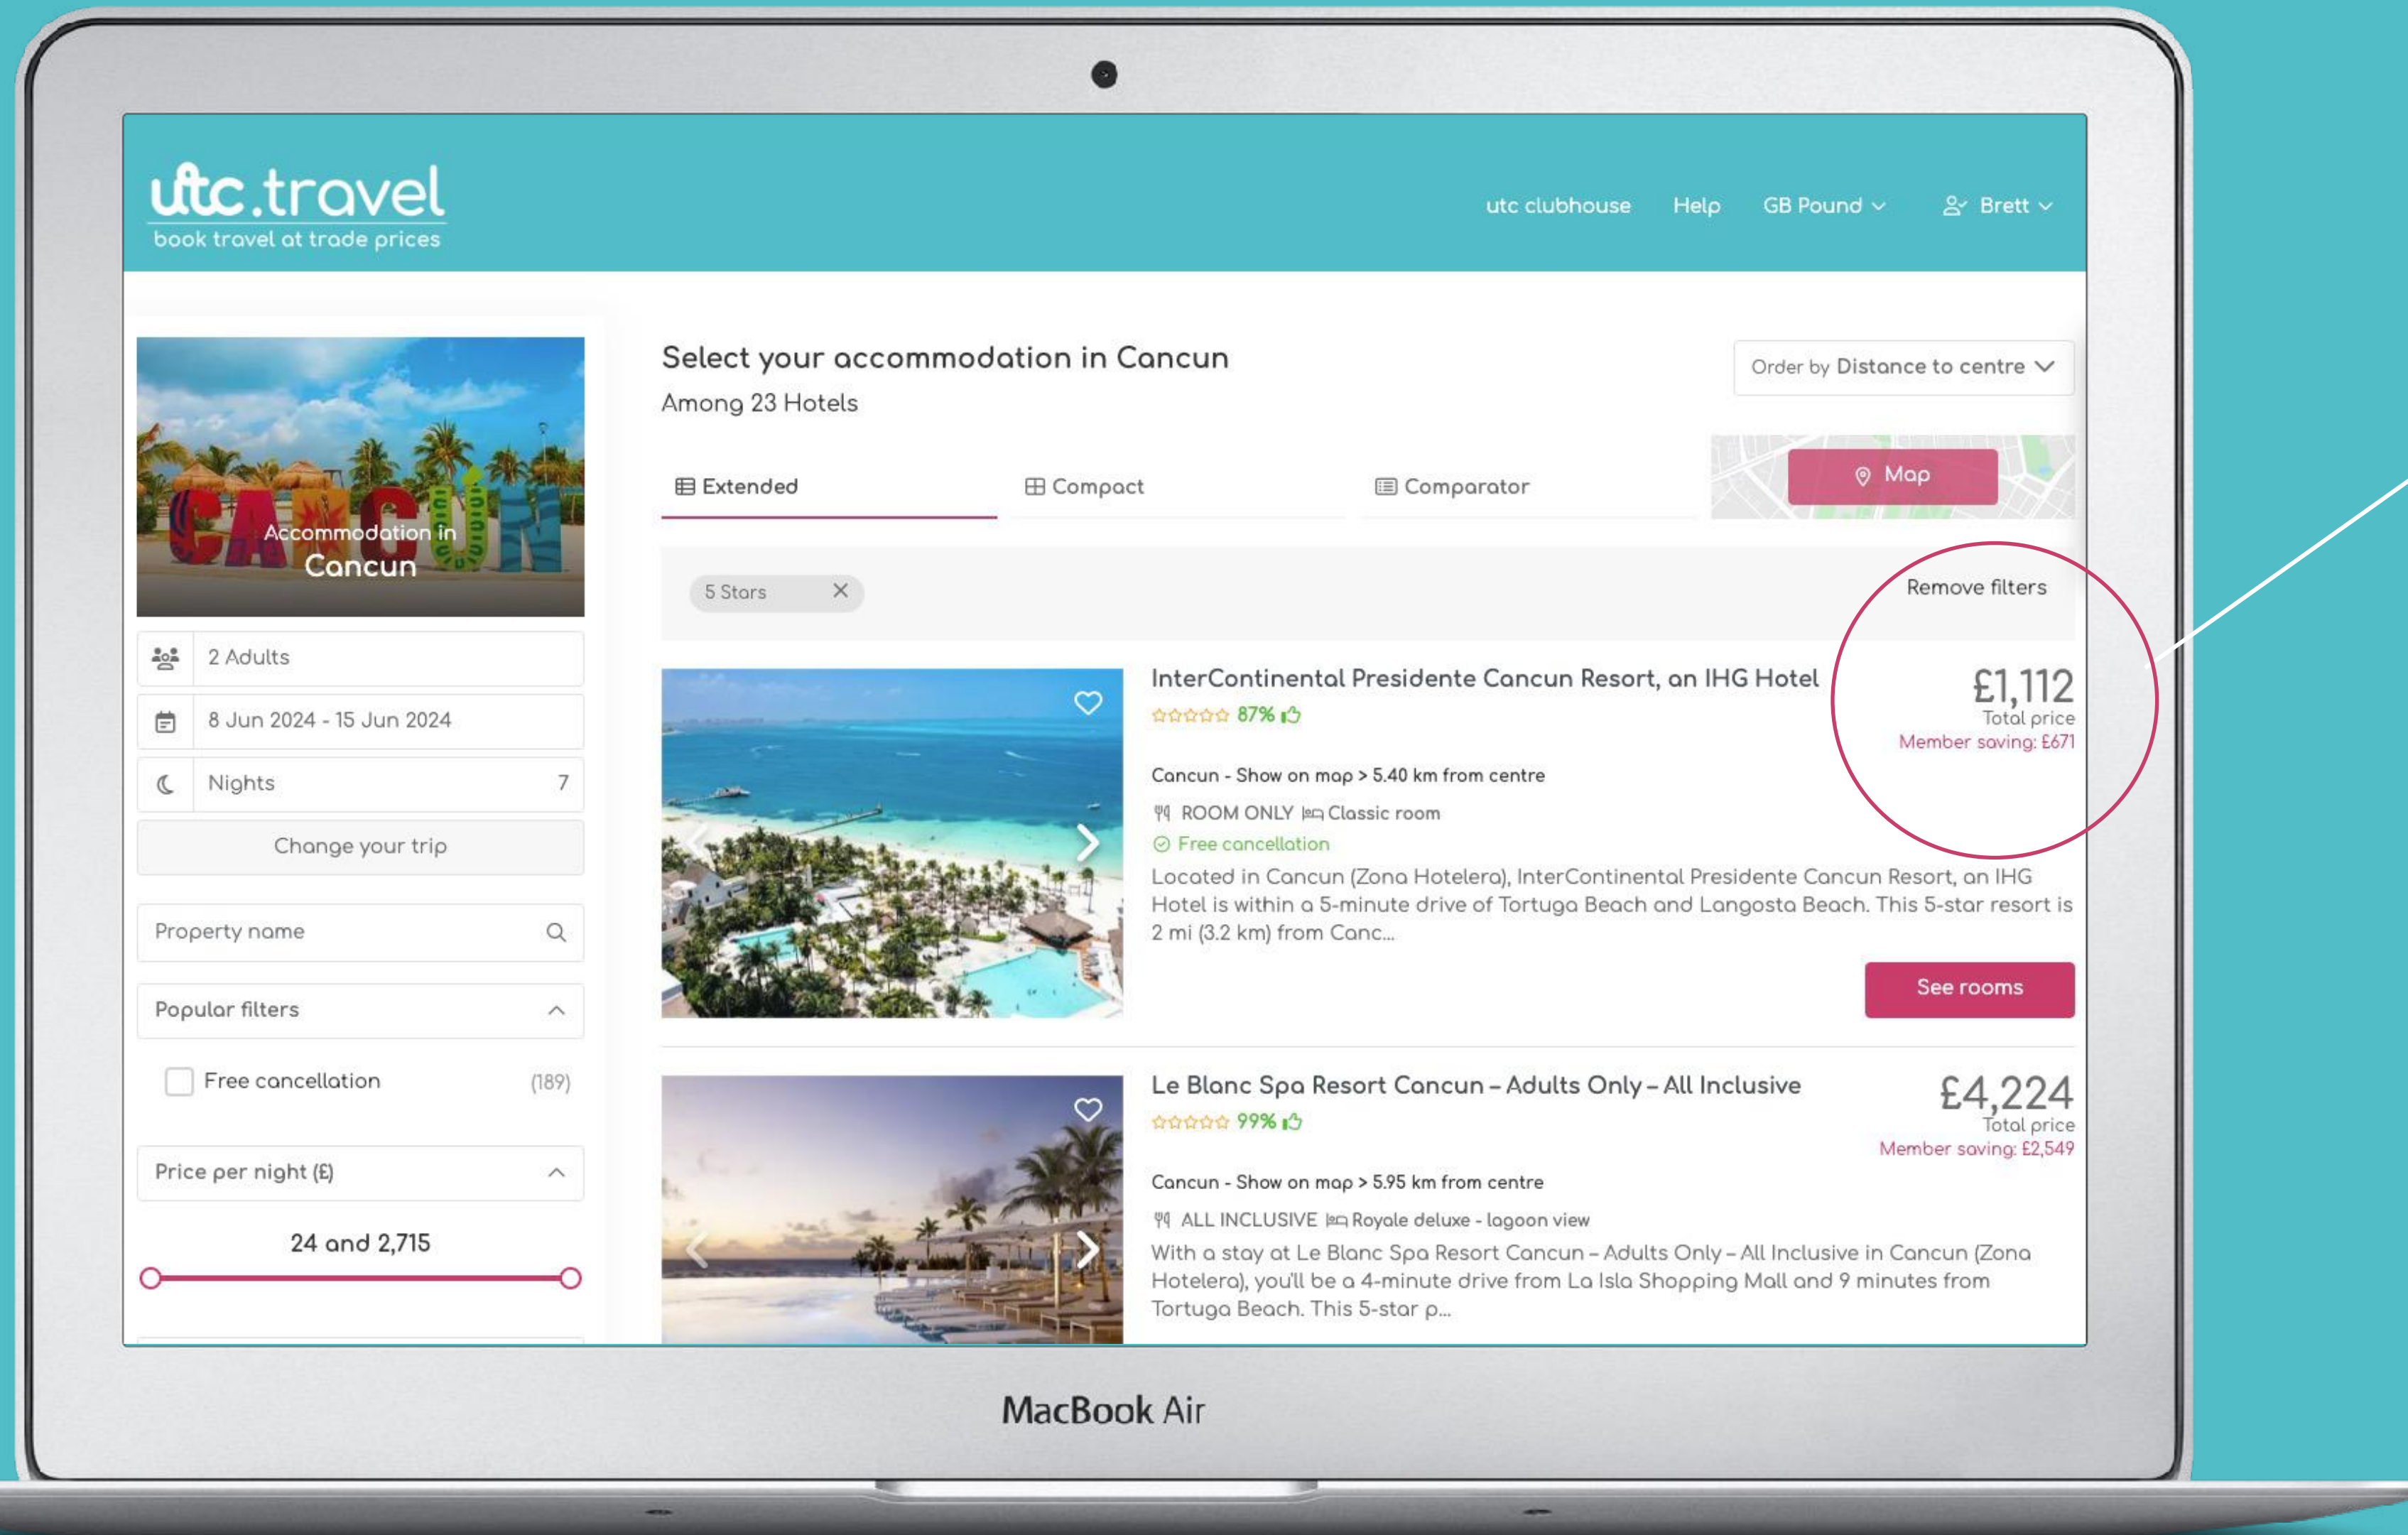 utc.travel
book travel at trade prices
utc clubhouse Help GB Pound Brett
CANCÚN
Accommodation in
Cancun
2 Adults
8 Jun 2024 - 15 Jun 2024
Nights 7
Change your trip
Property name
Popular filters
Free cancellation (189)
Price per night (£)
24 and 2,715
Select your accommodation in Cancun
Among 23 Hotels
Order by Distance to centre
Extended Compact Comparator
Map
5 Stars
Remove filters
InterContinental Presidente Cancun Resort, an IHG Hotel
87%
£1,112
Total price
Member saving: £671
Cancun - Show on map > 5.40 km from centre
ROOM ONLY Classic room
Free cancellation
Located in Cancun (Zona Hotelera), InterContinental Presidente Cancun Resort, an IHG
Hotel is within a 5-minute drive of Tortuga Beach and Langosta Beach. This 5-star resort is
2 mi (3.2 km) from Canc...
See rooms
Le Blanc Spa Resort Cancun – Adults Only – All Inclusive
99%
£4,224
Total price
Member saving: £2,549
Cancun - Show on map > 5.95 km from centre
ALL INCLUSIVE Royale deluxe - lagoon view
With a stay at Le Blanc Spa Resort Cancun – Adults Only – All Inclusive in Cancun (Zona
Hotelera), you'll be a 4-minute drive from La Isla Shopping Mall and 9 minutes from
Tortuga Beach. This 5-star p...
MacBook Air